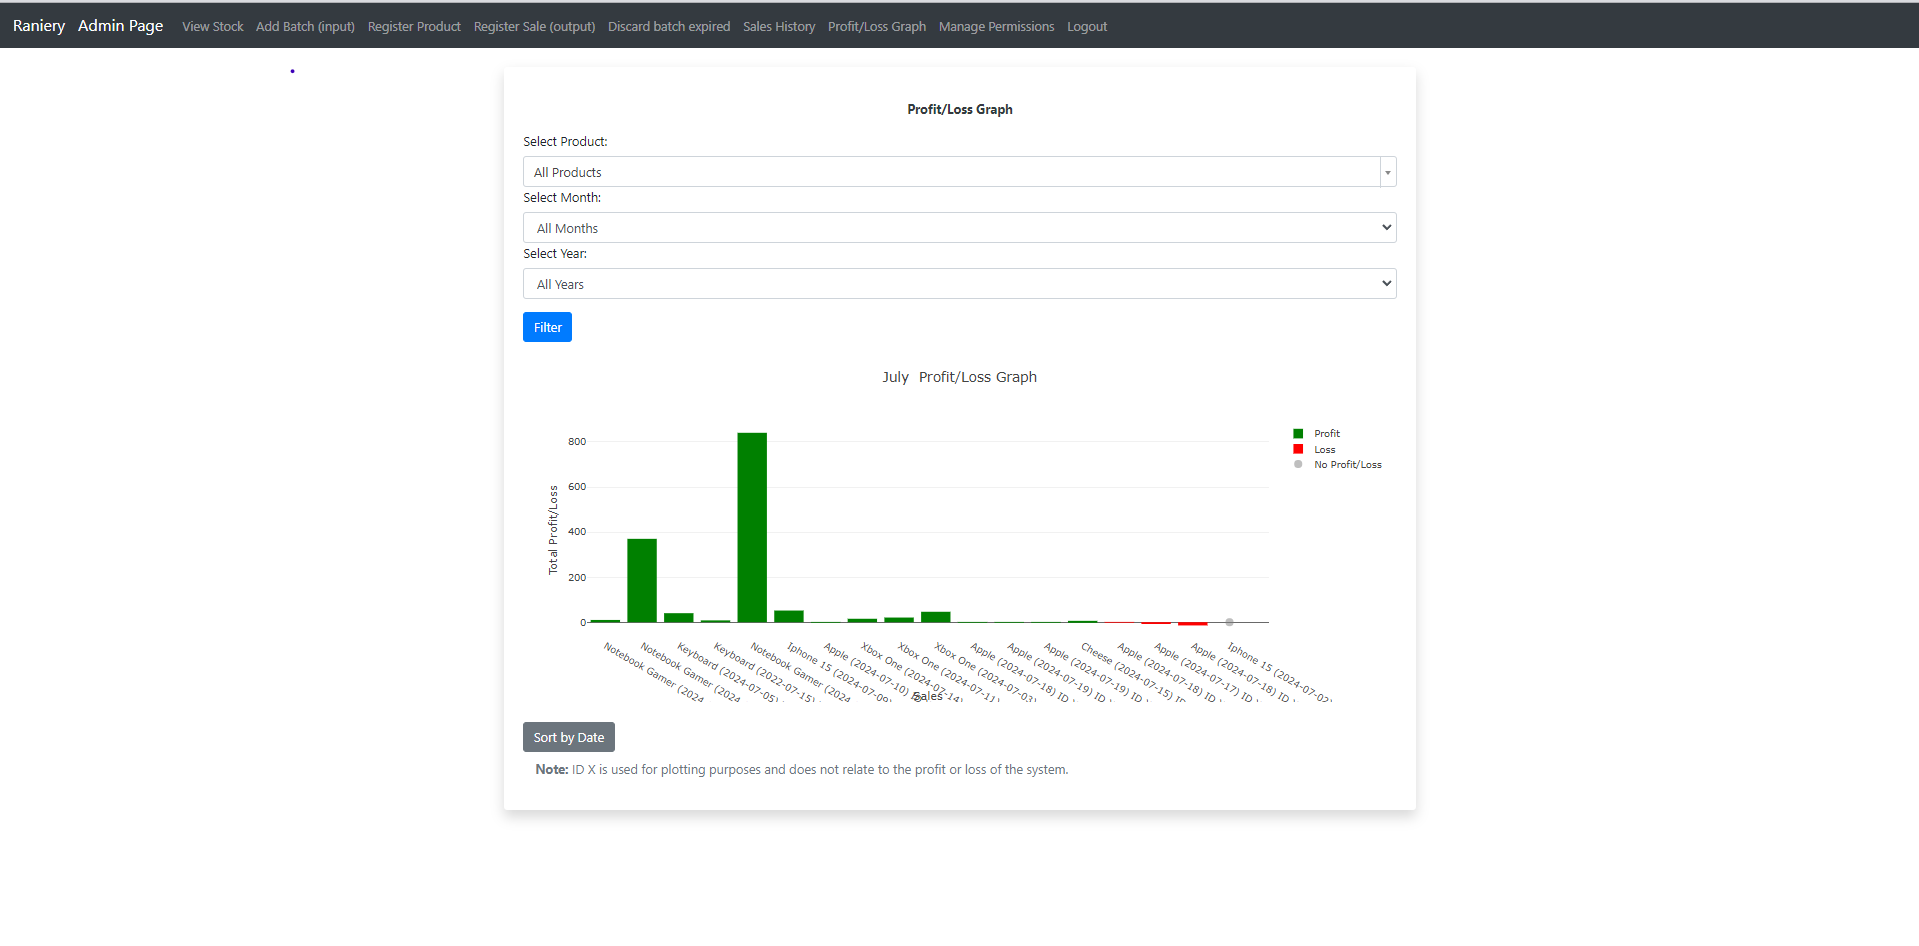 Raniery Admin Page View Stock Add Batch (input) Register Product Register Sale (output) Discard batch expired Sales History Profit/Loss Graph Manage Permissions Logout
Profit/Loss Graph
Select Product:
All Products
Select Month:
All Months
Select Year:
All Years
Filter
July Profit/Loss Graph
Profit
Loss
No Profit/Loss
Total Profit/Loss
800
600
400
200
0
Notebook Gamer (2024
Notebook Gamer (2024
Keyboard (2024-07-05)
Keyboard (2022-07-15)
Notebook Gamer (2024
Iphone 15 (2024-07-09)
Apple (2024-07-10)
Xbox One (2024-07-14)
Xbox One (2024-07-11)
Xbox One (2024-07-03)
Apple (2024-07-18) ID
Apple (2024-07-19) ID
Apple (2024-07-19) ID
Cheese (2024-07-15) ID
Apple (2024-07-18) ID
Apple (2024-07-17) ID
Apple (2024-07-18) ID
Iphone 15 (2024-07-02)
Sales
Sort by Date
Note: ID X is used for plotting purposes and does not relate to the profit or loss of the system.